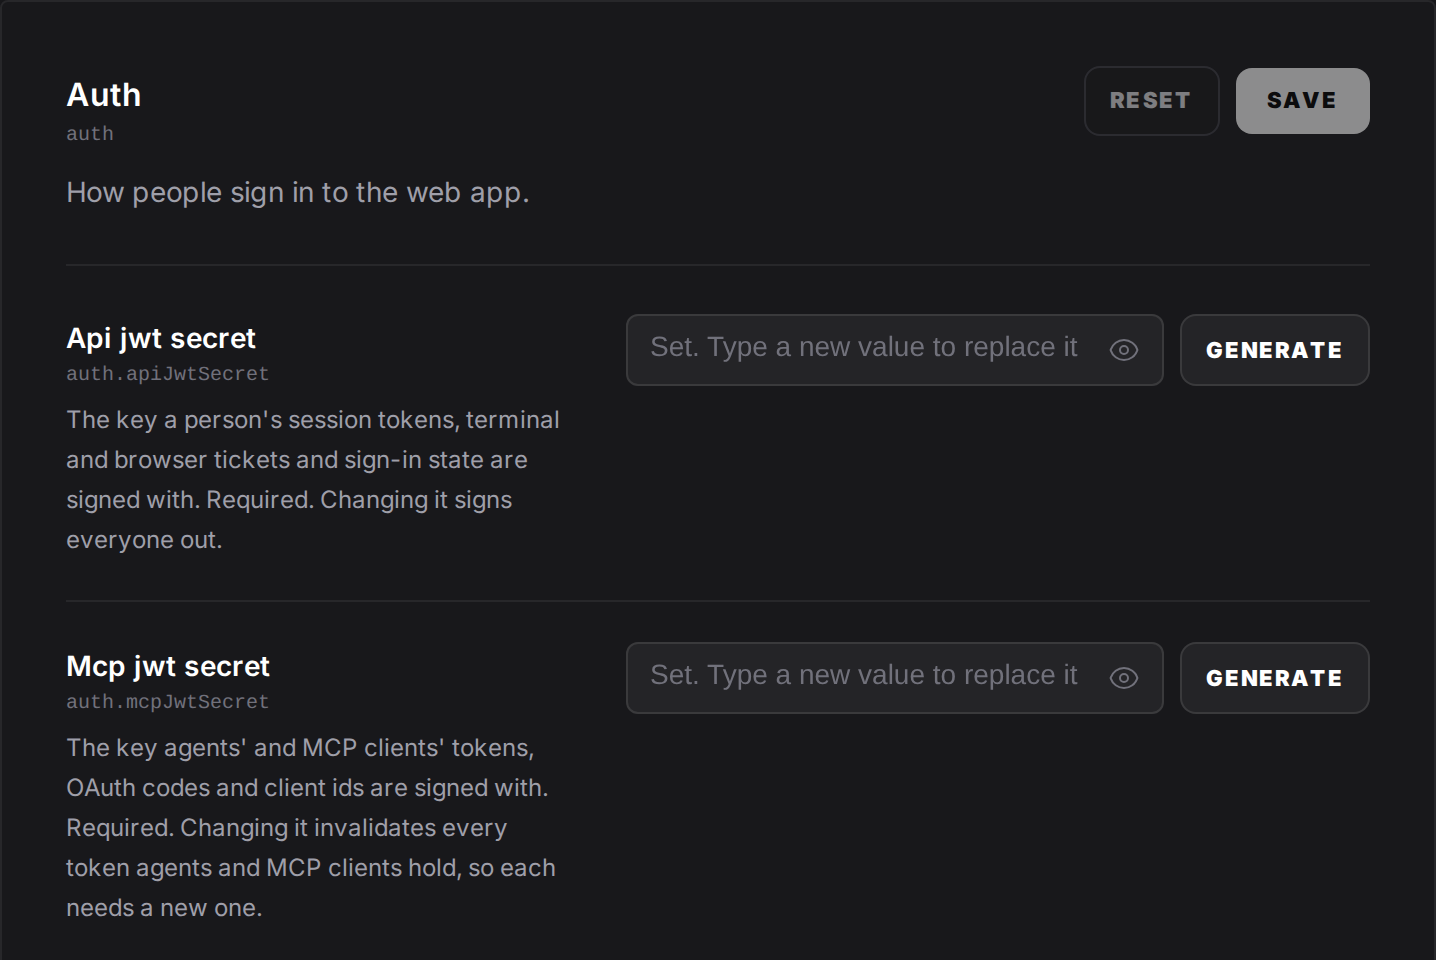 Auth
RESET
SAVE
auth
How people sign in to the web app.
Api jwt secret
Set. Type a new value to replace it
GENERATE
auth.apiJwtSecret
The key a person's session tokens, terminal
and browser tickets and sign-in state are
signed with. Required. Changing it signs
everyone out.
Mcp jwt secret
Set. Type a new value to replace it
GENERATE
auth.mcpJwtSecret
The key agents' and MCP clients' tokens,
OAuth codes and client ids are signed with.
Required. Changing it invalidates every
token agents and MCP clients hold, so each
needs a new one.